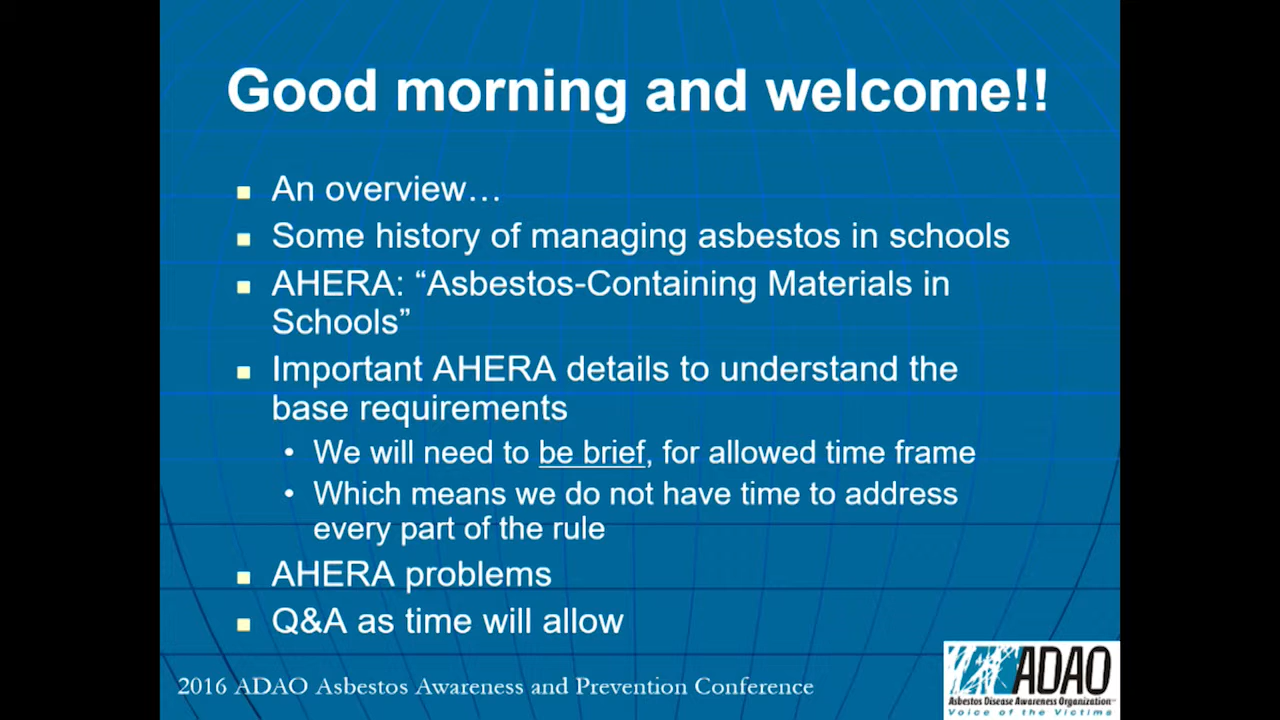 Good morning and welcome!!
An overview…
Some history of managing asbestos in schools
AHERA: “Asbestos-Containing Materials in
Schools”
Important AHERA details to understand the
base requirements
We will need to be brief, for allowed time frame
Which means we do not have time to address
every part of the rule
AHERA problems
Q&A as time will allow
2016 ADAO Asbestos Awareness and Prevention Conference
ADAO
Asbestos Disease Awareness Organization
Voice of the Victims